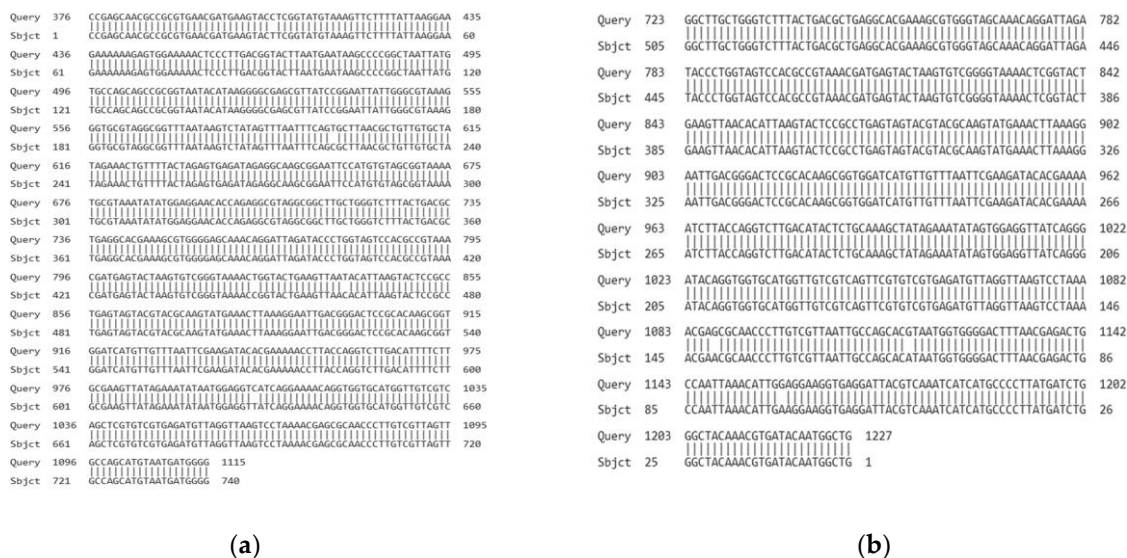 Query 376 CCGAGCAACGCCGCGTGAACGATGAAGTACCTCGGTATGTAAAGTTCTTTTATTAAGGAA 435
Sbjct 1 CCGAGCAACGCCGCGTGAACGATGAAGTACTTCGGTATGTAAAGTTCTTTTATTAAGGAA 60
Query 436 GAAAAAAGAGTGGAAAAACTCCCTTGACGGTACTTAATGAATAAGCCCCGGCTAATTATG 495
Sbjct 61 GAAAAAAGAGTGGAAAAACTCCCTTGACGGTACTTAATGAATAAGCCCCGGCTAATTATG 120
Query 496 TGCCAGCAGCCGCGGTAATACATAAGGGGCGAGCGTTATCCGGAATTATTGGGCGTAAAG 555
Sbjct 121 TGCCAGCAGCCGCGGTAATACATAAGGGGCGAGCGTTATCCGGAATTATTGGGCGTAAAG 180
Query 556 GGTGCGTAGGCGGTTTAATAAGTCTATAGTTTAATTTCAGTGCTTAACGCTGTTGTGCTA 615
Sbjct 181 GGTGCGTAGGCGGTTTAATAAGTCTATAGTTTAATTTCAGCGCTTAACGCTGTTGTGCTA 240
Query 616 TAGAAACTGTTTTACTAGAGTGAGATAGAGGCAAGCGGAATTCCATGTGTAGCGGTAAAA 675
Sbjct 241 TAGAAACTGTTTTACTAGAGTGAGATAGAGGCAAGCGGAATTCCATGTGTAGCGGTAAAA 300
Query 676 TGCGTAAATATATGGAGGAACACCAGAGGCGTAGGCGGCTTGCTGGGTCTTTACTGACGC 735
Sbjct 301 TGCGTAAATATATGGAGGAACACCAGAGGCGTAGGCGGCTTGCTGGGTCTTTACTGACGC 360
Query 736 TGAGGCACGAAAGCGTGGGGAGCAAACAGGATTAGATACCCTGGTAGTCCACGCCGTAAA 795
Sbjct 361 TGAGGCACGAAAGCGTGGGGAGCAAACAGGATTAGATACCCTGGTAGTCCACGCCGTAAA 420
Query 796 CGATGAGTACTAAGTGTCGGGTAAAACTGGTACTGAAGTTAATACATTAAGTACTCCGCC 855
Sbjct 421 CGATGAGTACTAAGTGTCGGGTAAAACCGGTACTGAAGTTAACACATTAAGTACTCCGCC 480
Query 856 TGAGTAGTACGTACGCAAGTATGAAACTTAAAGGAATTGACGGGACTCCGCACAAGCGGT 915
Sbjct 481 TGAGTAGTACGTACGCAAGTATGAAACTTAAAGGAATTGACGGGACTCCGCACAAGCGGT 540
Query 916 GGATCATGTTGTTTAATTCGAAGATACACGAAAAACCTTACCAGGTCTTGACATTTTCTT 975
Sbjct 541 GGATCATGTTGTTTAATTCGAAGATACACGAAAAACCTTACCAGGTCTTGACATTTTCTT 600
Query 976 GCGAAGTTATAGAAATATAATGGAGGTCATCAGGAAAACAGGTGGTGCATGGTTGTCGTC 1035
Sbjct 601 GCGAAGTTATAGAAATATAATGGAGGTTATCAGGAAAACAGGTGGTGCATGGTTGTCGTC 660
Query 1036 AGCTCGTGTCGTGAGATGTTAGGTTAAGTCCTAAAACGAGCGCAACCCTTGTCGTTAGTT 1095
Sbjct 661 AGCTCGTGTCGTGAGATGTTAGGTTAAGTCCTAAAACGAGCGCAACCCTTGTCGTTAGTT 720
Query 1096 GCCAGCATGTAATGATGGGG 1115
Sbjct 721 GCCAGCATGTAATGATGGGG 740
(a)
Query 723 GGCTTGCTGGGTCTTTACTGACGCTGAGGCACGAAAGCGTGGGTAGCAAACAGGATTAGA 782
Sbjct 505 GGCTTGCTGGGTCTTTACTGACGCTGAGGCACGAAAGCGTGGGTAGCAAACAGGATTAGA 446
Query 783 TACCCTGGTAGTCCACGCCGTAAACGATGAGTACTAAGTGTCGGGGTAAAACTCGGTACT 842
Sbjct 445 TACCCTGGTAGTCCACGCCGTAAACGATGAGTACTAAGTGTCGGGGTAAAACTCGGTACT 386
Query 843 GAAGTTAACACATTAAGTACTCCGCCTGAGTAGTACGTACGCAAGTATGAAACTTAAAGG 902
Sbjct 385 GAAGTTAACACATTAAGTACTCCGCCTGAGTAGTACGTACGCAAGTATGAAACTTAAAGG 326
Query 903 AATTGACGGGACTCCGCACAAGCGGTGGATCATGTTGTTTAATTCGAAGATACACGAAAA 962
Sbjct 325 AATTGACGGGACTCCGCACAAGCGGTGGATCATGTTGTTTAATTCGAAGATACACGAAAA 266
Query 963 ATCTTACCAGGTCTTGACATACTCTGCAAAGCTATAGAAATATAGTGGAGGTTATCAGGG 1022
Sbjct 265 ATCTTACCAGGTCTTGACATACTCTGCAAAGCTATAGAAATATAGTGGAGGTTATCAGGG 206
Query 1023 ATACAGGTGGTGCATGGTTGTCGTCAGTTCGTGTCGTGAGATGTTAGGTTAAGTCCTAAA 1082
Sbjct 205 ATACAGGTGGTGCATGGTTGTCGTCAGTTCGTGTCGTGAGATGTTAGGTTAAGTCCTAAA 146
Query 1083 ACGAGCGCAACCCTTGTCGTTAATTGCCAGCACGTAATGGTGGGGACTTTAACGAGACTG 1142
Sbjct 145 ACGAACGCAACCCTTGTCGTTAATTGCCAGCACATAATGGTGGGGACTTTAACGAGACTG 86
Query 1143 CCAATTAAACATTGGAGGAAGGTGAGGATTACGTCAAATCATCATGCCCCTTATGATCTG 1202
Sbjct 85 CCAATTAAACATTGAAGGAAGGTGAGGATTACGTCAAATCATCATGCCCCTTATGATCTG 26
Query 1203 GGCTACAAACGTGATACAATGGCTG 1227
Sbjct 25 GGCTACAAACGTGATACAATGGCTG 1
(b)